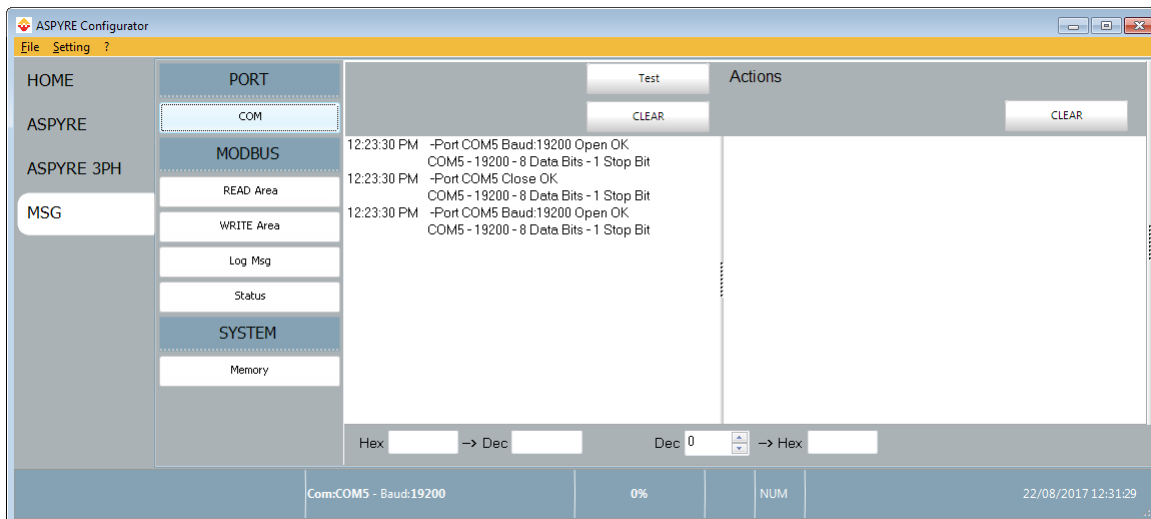 ASPYRE Configurator
File Setting ?
HOME
ASPYRE
ASPYRE 3PH
MSG
PORT
COM
MODBUS
READ Area
WRITE Area
Log Msg
Status
SYSTEM
Memory
Test
CLEAR
12:23:30 PM -Port COM5 Baud:19200 Open OK
COM5 - 19200 - 8 Data Bits - 1 Stop Bit
12:23:30 PM -Port COM5 Close OK
COM5 - 19200 - 8 Data Bits - 1 Stop Bit
12:23:30 PM -Port COM5 Baud:19200 Open OK
COM5 - 19200 - 8 Data Bits - 1 Stop Bit
Actions
CLEAR
Hex --> Dec Dec 0 --> Hex
Com:COM5 - Baud:19200 0% NUM 22/08/2017 12:31:29